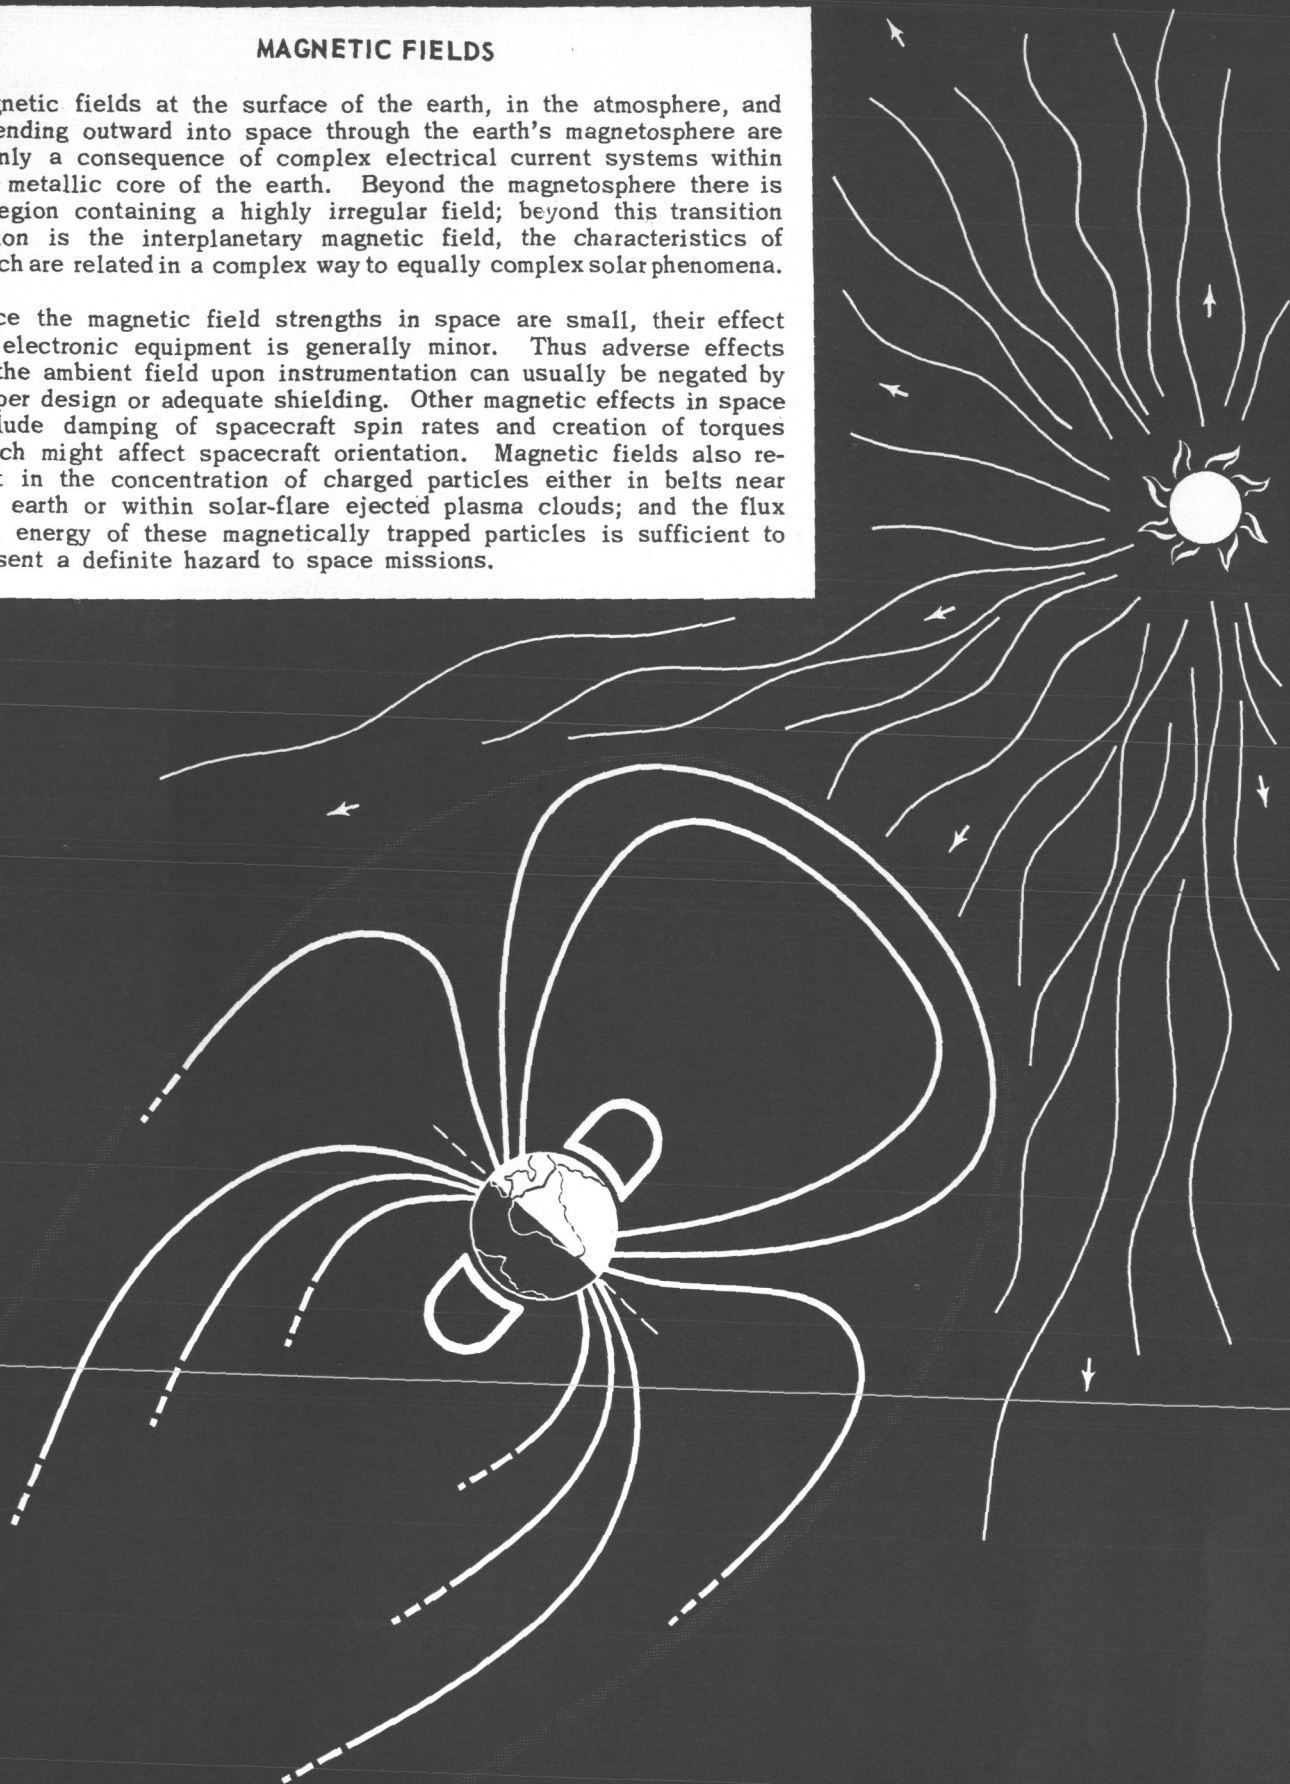 MAGNETIC FIELDS
gnetic fields at the surface of the earth, in the atmosphere, and
ending outward into space through the earth's magnetosphere are
nly a consequence of complex electrical current systems within
metallic core of the earth. Beyond the magnetosphere there is
egion containing a highly irregular field; beyond this transition
on is the interplanetary magnetic field, the characteristics of
ch are related in a complex way to equally complex solar phenomena.
ce the magnetic field strengths in space are small, their effect
electronic equipment is generally minor. Thus adverse effects
the ambient field upon instrumentation can usually be negated by
per design or adequate shielding. Other magnetic effects in space
lude damping of spacecraft spin rates and creation of torques
ch might affect spacecraft orientation. Magnetic fields also re-
t in the concentration of charged particles either in belts near
earth or within solar-flare ejected plasma clouds; and the flux
energy of these magnetically trapped particles is sufficient to
sent a definite hazard to space missions.